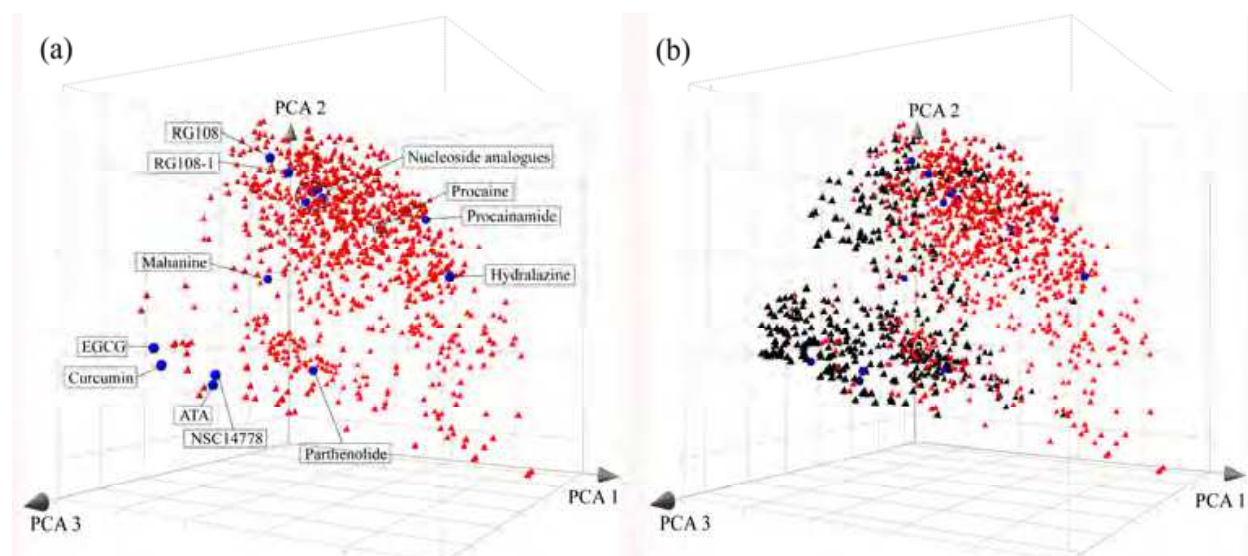 (a)
PCA 2
RG108
RG108-1
Nucleoside analogues
Procaine
Procainamide
Mahanine
Hydralazine
EGCG
Curcumin
ATA
NSC14778
Parthenolide
PCA 1
PCA 3
(b)
PCA 2
PCA 1
PCA 3